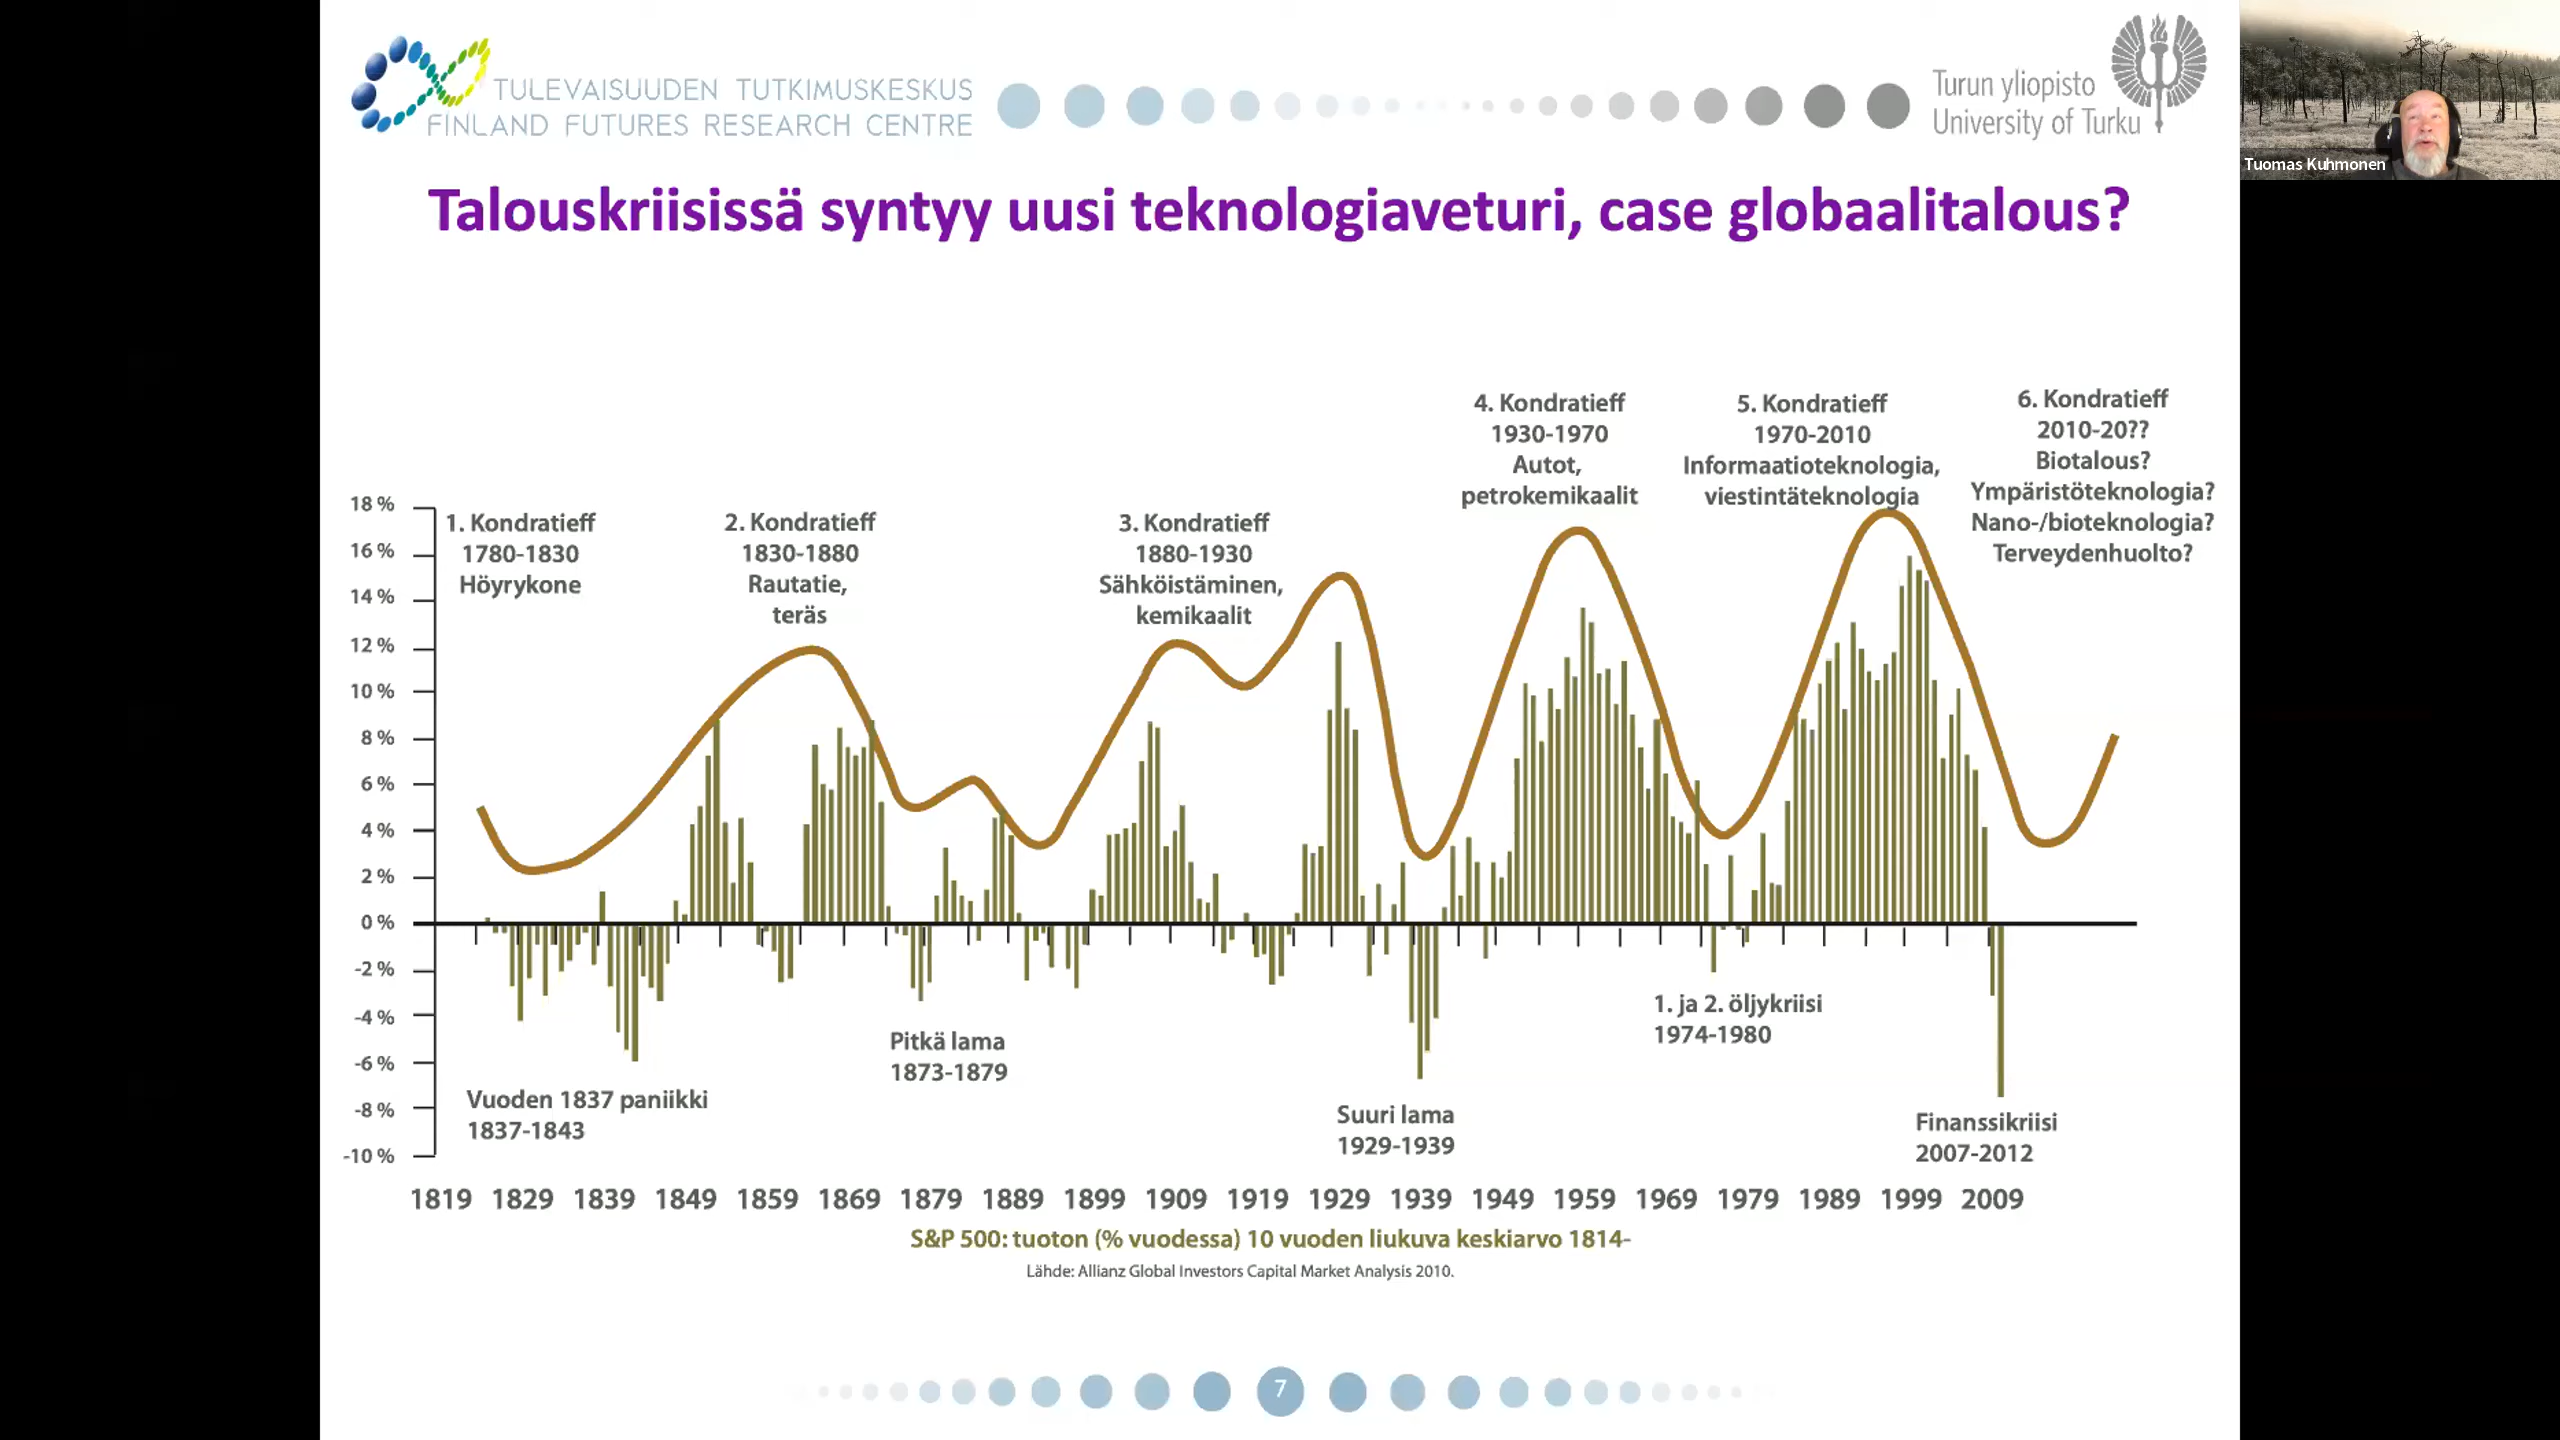 TULEVAISUUDEN TUTKIMUSKESKUS
FINLAND FUTURES RESEARCH CENTRE
Turun yliopisto
University of Turku
Tuomas Kuhmonen
Talouskriisissä syntyy uusi teknologiaveturi, case globaalitalous?
1. Kondratieff
1780-1830
Höyrykone
2. Kondratieff
1830-1880
Rautatie,
teräs
3. Kondratieff
1880-1930
Sähköistäminen,
kemikaalit
4. Kondratieff
1930-1970
Autot,
petrokemikaalit
5. Kondratieff
1970-2010
Informaatioteknologia,
viestintäteknologia
6. Kondratieff
2010-20??
Biotalous?
Ympäristöteknologia?
Nano-/bioteknologia?
Terveydenhuolto?
18 %
16 %
14 %
12 %
10 %
8 %
6 %
4 %
2 %
0 %
-2 %
-4 %
-6 %
-8 %
-10 %
Vuoden 1837 paniikki
1837-1843
Pitkä lama
1873-1879
Suuri lama
1929-1939
1. ja 2. öljykriisi
1974-1980
Finanssikriisi
2007-2012
1819 1829 1839 1849 1859 1869 1879 1889 1899 1909 1919 1929 1939 1949 1959 1969 1979 1989 1999 2009
S&P 500: tuoton (% vuodessa) 10 vuoden liukuva keskiarvo 1814-
Lähde: Allianz Global Investors Capital Market Analysis 2010.
7